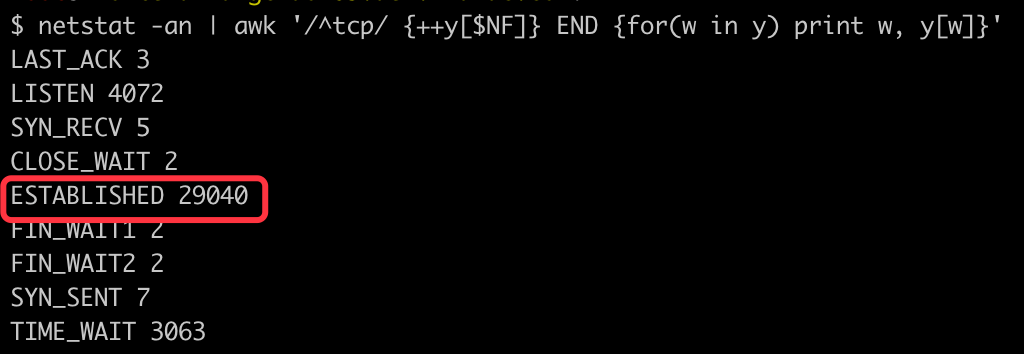 $ netstat -an | awk '/^tcp/ {++y[$NF]} END {for(w in y) print w, y[w]}'
LAST_ACK 3
LISTEN 4072
SYN_RECV 5
CLOSE_WAIT 2
ESTABLISHED 29040
FIN_WAIT1 2
FIN_WAIT2 2
SYN_SENT 7
TIME_WAIT 3063